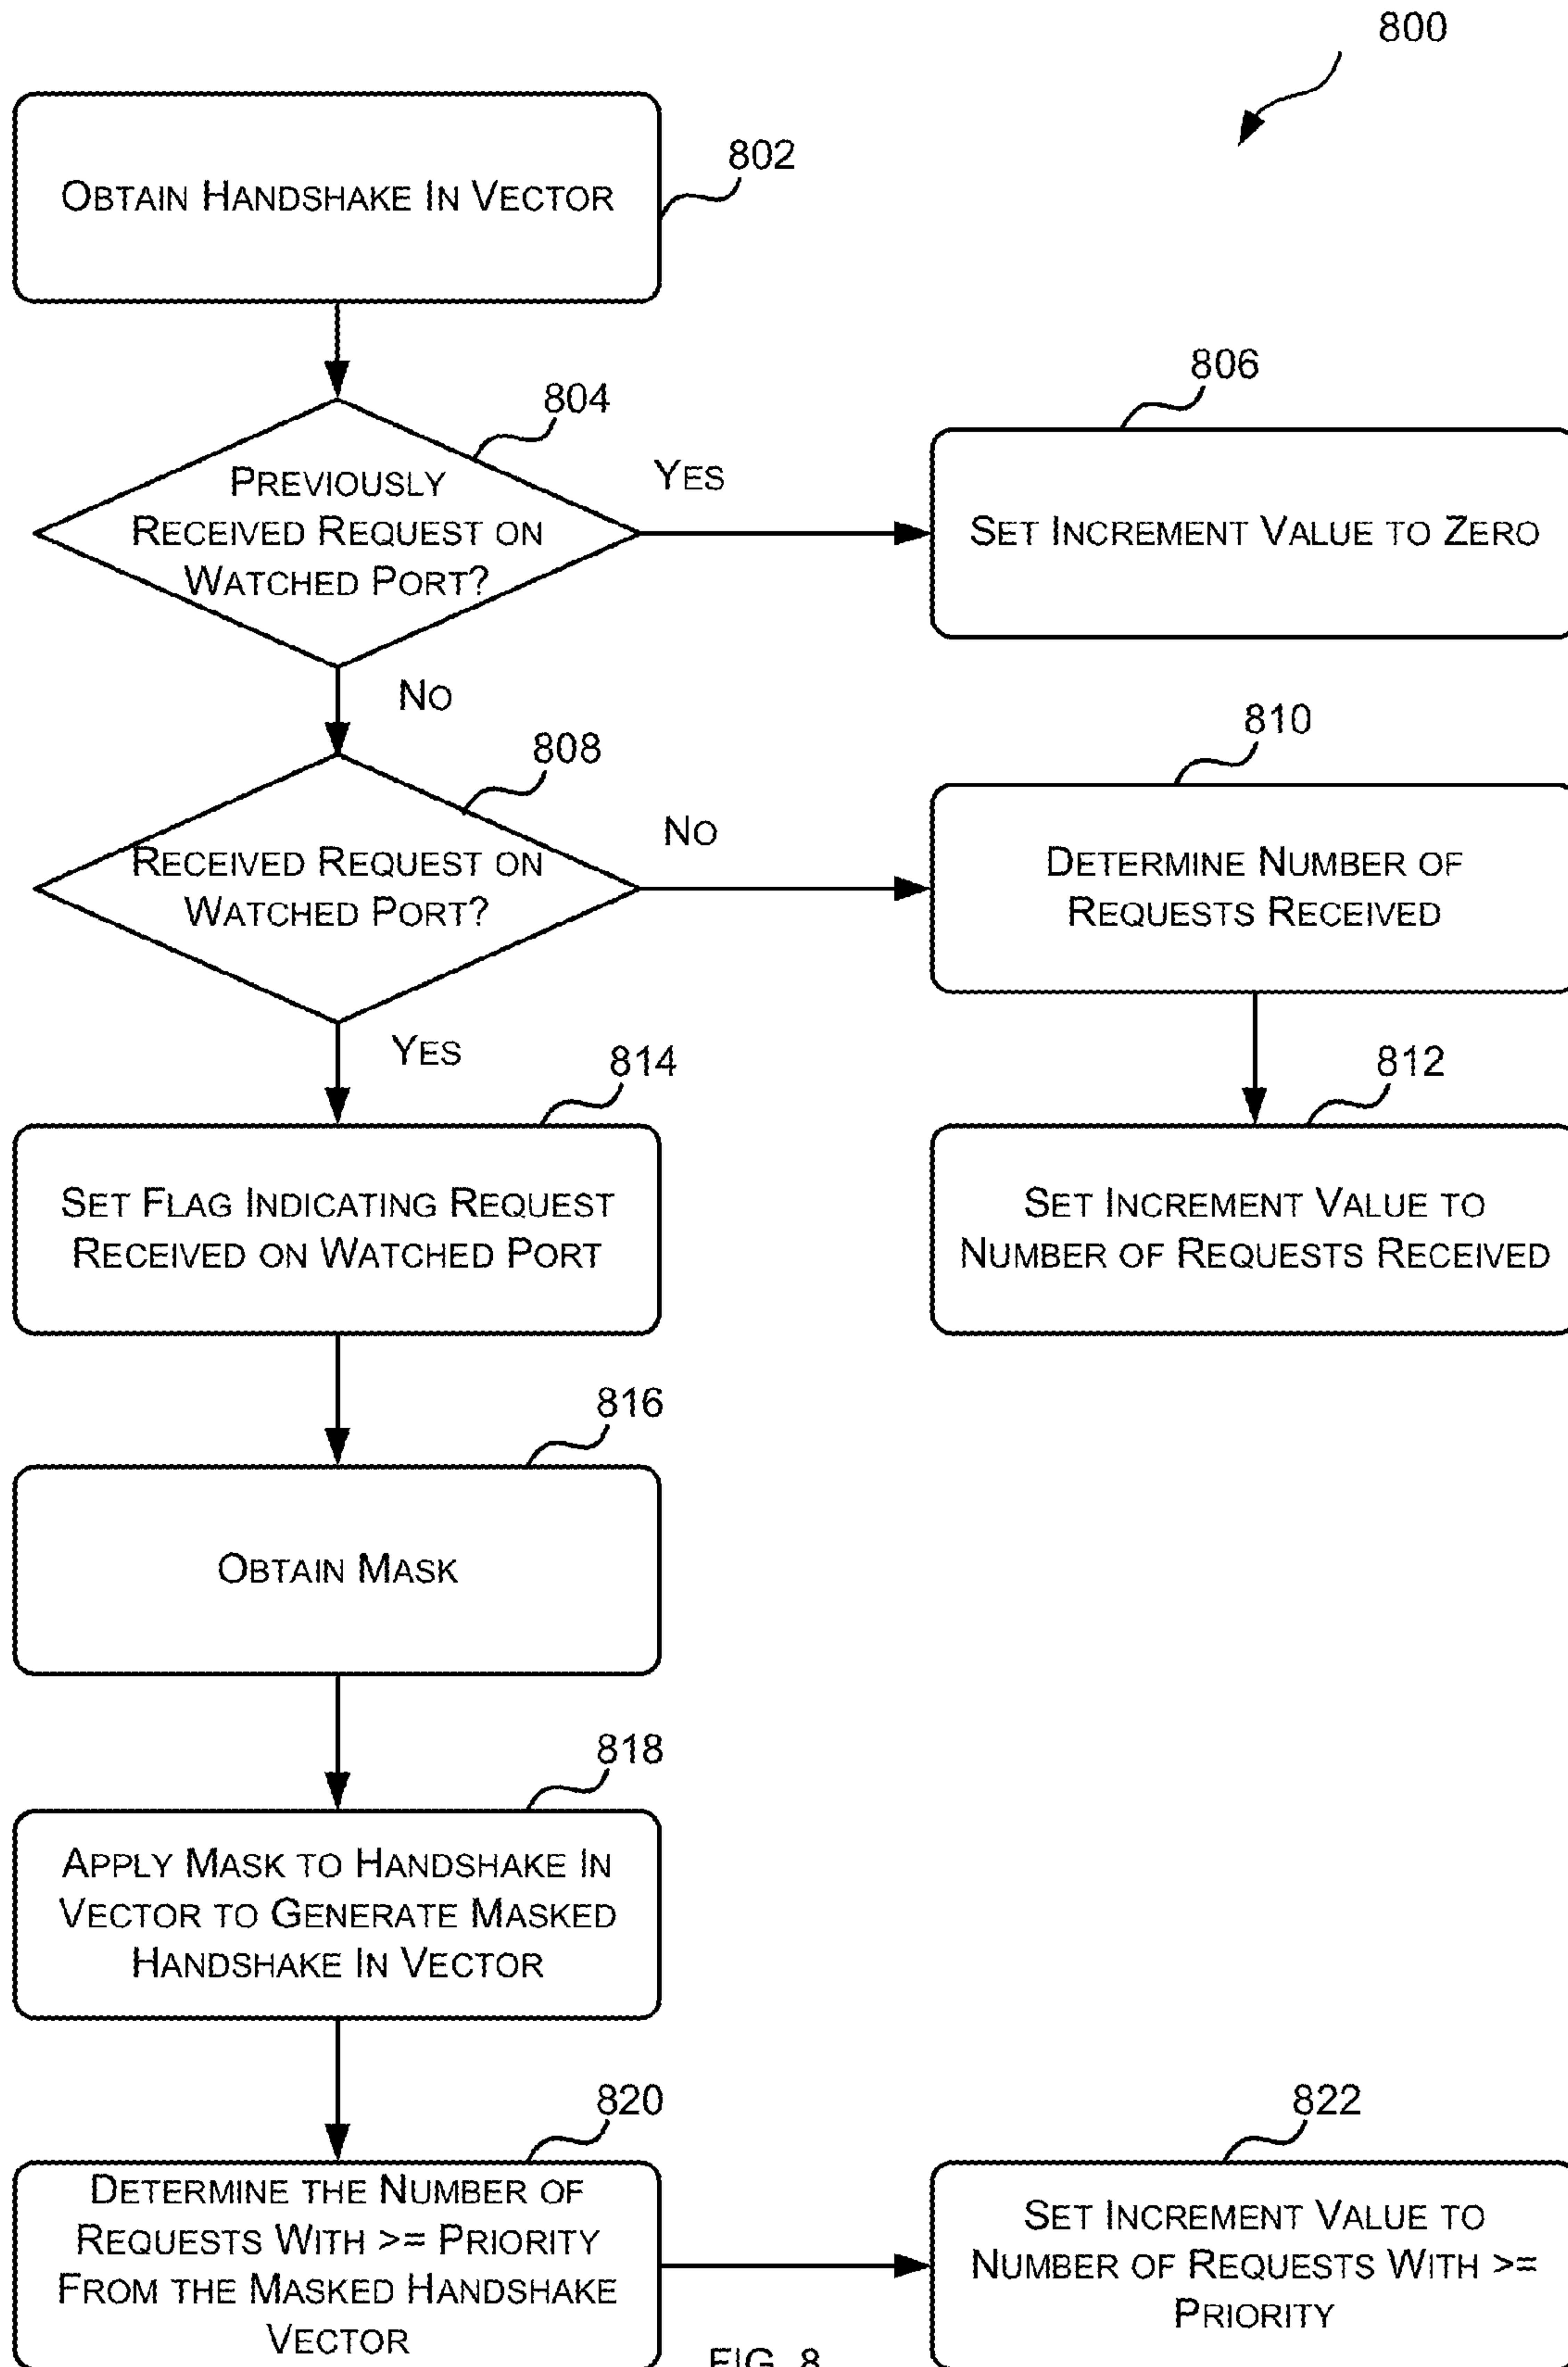 800
802
OBTAIN HANDSHAKE IN VECTOR
804
PREVIOUSLY
RECEIVED REQUEST ON
WATCHED PORT?
YES
806
SET INCREMENT VALUE TO ZERO
NO
808
RECEIVED REQUEST ON
WATCHED PORT?
NO
810
DETERMINE NUMBER OF
REQUESTS RECEIVED
YES
812
SET INCREMENT VALUE TO
NUMBER OF REQUESTS RECEIVED
814
SET FLAG INDICATING REQUEST
RECEIVED ON WATCHED PORT
816
OBTAIN MASK
818
APPLY MASK TO HANDSHAKE IN
VECTOR TO GENERATE MASKED
HANDSHAKE IN VECTOR
820
DETERMINE THE NUMBER OF
REQUESTS WITH >= PRIORITY
FROM THE MASKED HANDSHAKE
VECTOR
822
SET INCREMENT VALUE TO
NUMBER OF REQUESTS WITH >=
PRIORITY
FIG. 8